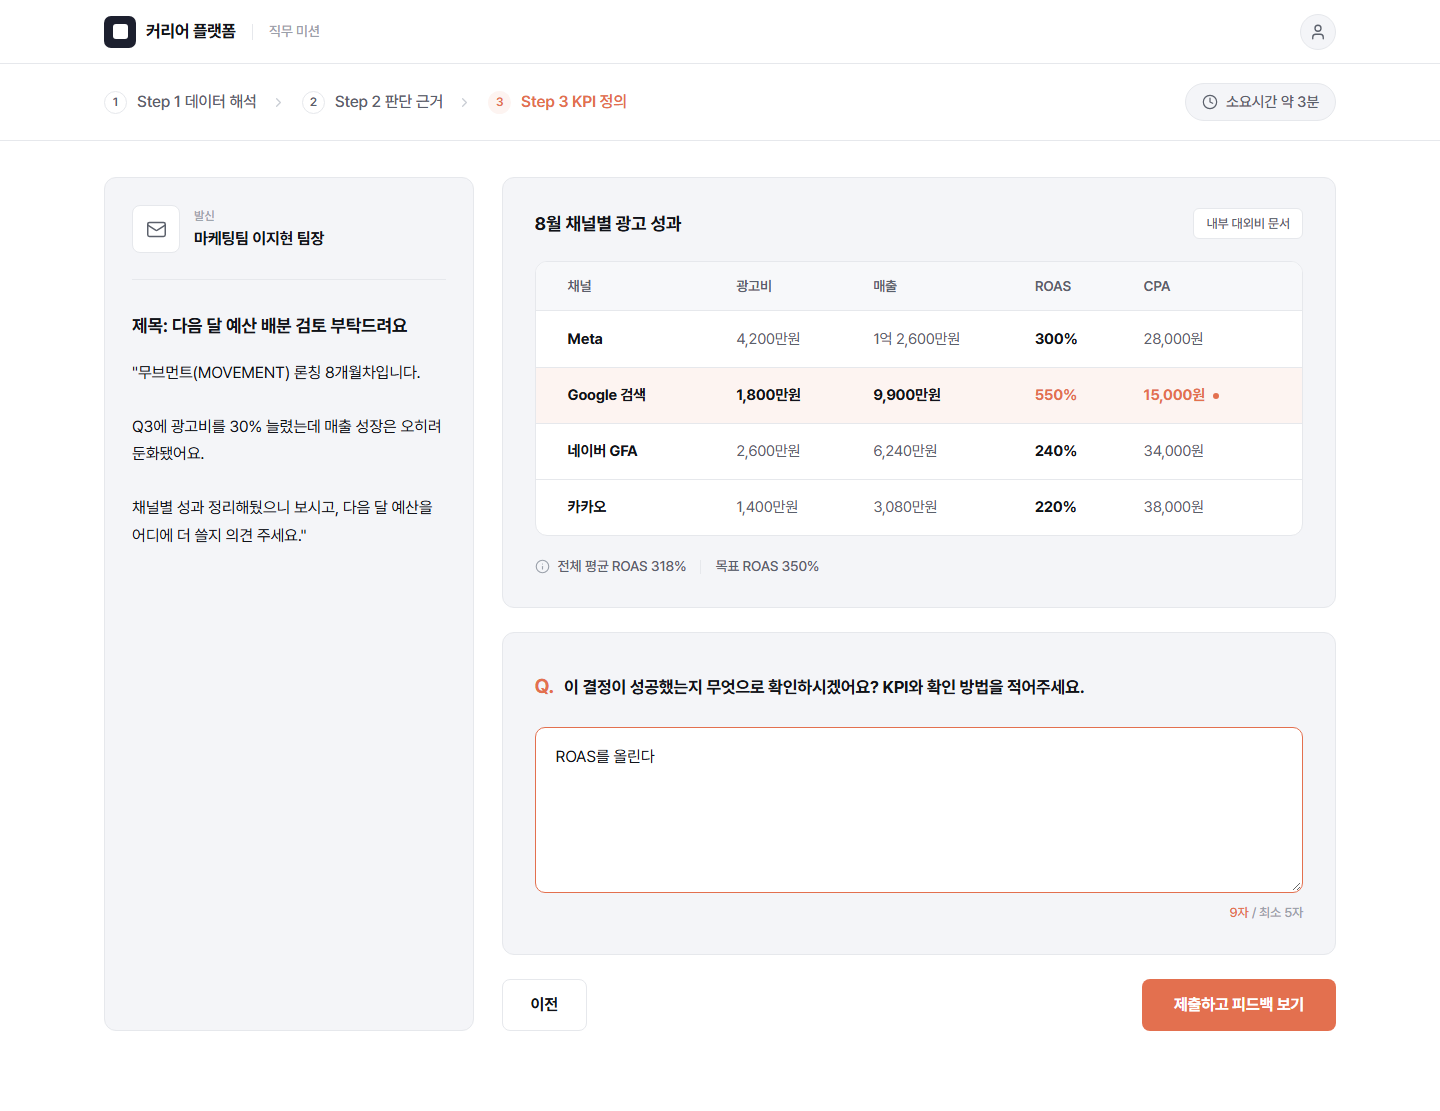 커리어 플랫폼
직무 미션
1 Step 1 데이터 해석
2 Step 2 판단 근거
3 Step 3 KPI 정의
소요시간 약 3분
발신
마케팅팀 이지현 팀장
제목: 다음 달 예산 배분 검토 부탁드려요
"무브먼트(MOVEMENT) 론칭 8개월차입니다.
Q3에 광고비를 30% 늘렸는데 매출 성장은 오히려
둔화됐어요.
채널별 성과 정리해뒀으니 보시고, 다음 달 예산을
어디에 더 쓸지 의견 주세요."
8월 채널별 광고 성과
내부 대외비 문서
채널 광고비 매출 ROAS CPA
Meta 4,200만원 1억 2,600만원 300% 28,000원
Google 검색 1,800만원 9,900만원 550% 15,000원
네이버 GFA 2,600만원 6,240만원 240% 34,000원
카카오 1,400만원 3,080만원 220% 38,000원
전체 평균 ROAS 318% 목표 ROAS 350%
Q. 이 결정이 성공했는지 무엇으로 확인하시겠어요? KPI와 확인 방법을 적어주세요.
ROAS를 올린다
9자 / 최소 5자
이전
제출하고 피드백 보기